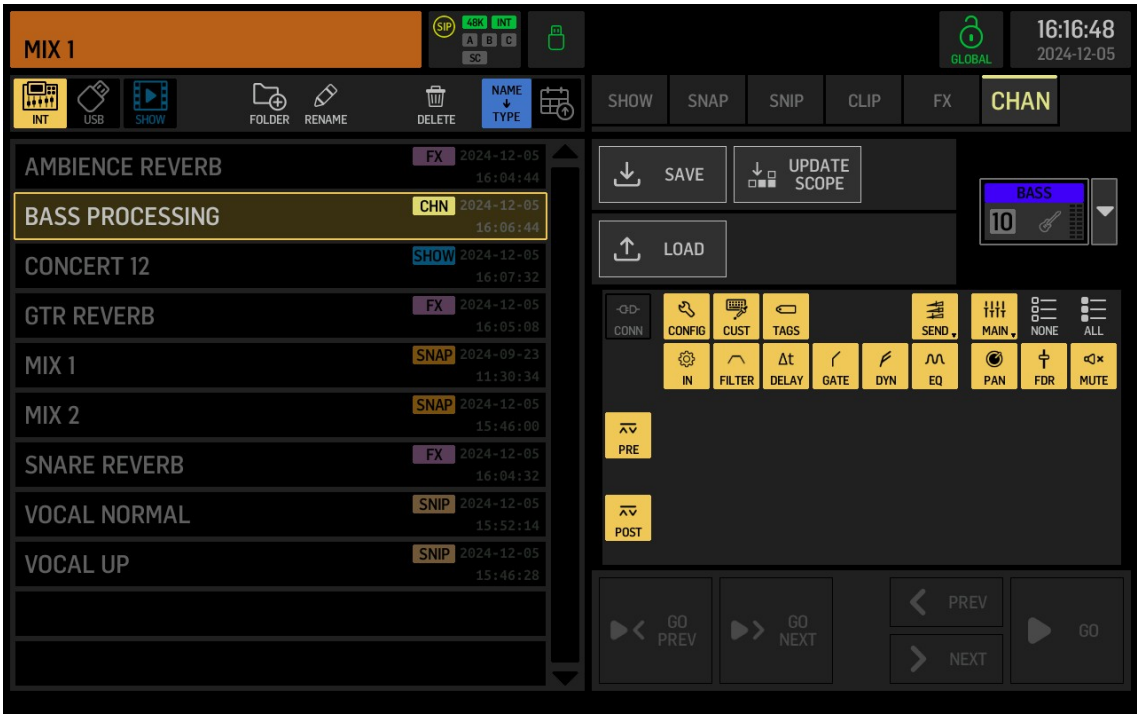 MIX 1
SIP
48K INT
A B C
SC
GLOBAL
16:16:48
2024-12-05
INT
USB
SHOW
FOLDER
RENAME
DELETE
NAME
TYPE
SHOW
SNAP
SNIP
CLIP
FX
CHAN
AMBIENCE REVERB FX 2024-12-05
16:04:44
BASS PROCESSING CHN 2024-12-05
16:06:44
CONCERT 12 SHOW 2024-12-05
16:07:32
GTR REVERB FX 2024-12-05
16:05:08
MIX 1 SNAP 2024-09-23
11:30:34
MIX 2 SNAP 2024-12-05
15:46:00
SNARE REVERB FX 2024-12-05
16:04:32
VOCAL NORMAL SNIP 2024-12-05
15:52:14
VOCAL UP SNIP 2024-12-05
15:46:28
SAVE
UPDATE
SCOPE
LOAD
BASS
10
CONN CONFIG CUST TAGS SEND MAIN NONE ALL
Δt
IN FILTER DELAY GATE DYN EQ PAN FDR MUTE
PRE
POST
GO
PREV
GO
NEXT
PREV
NEXT
GO